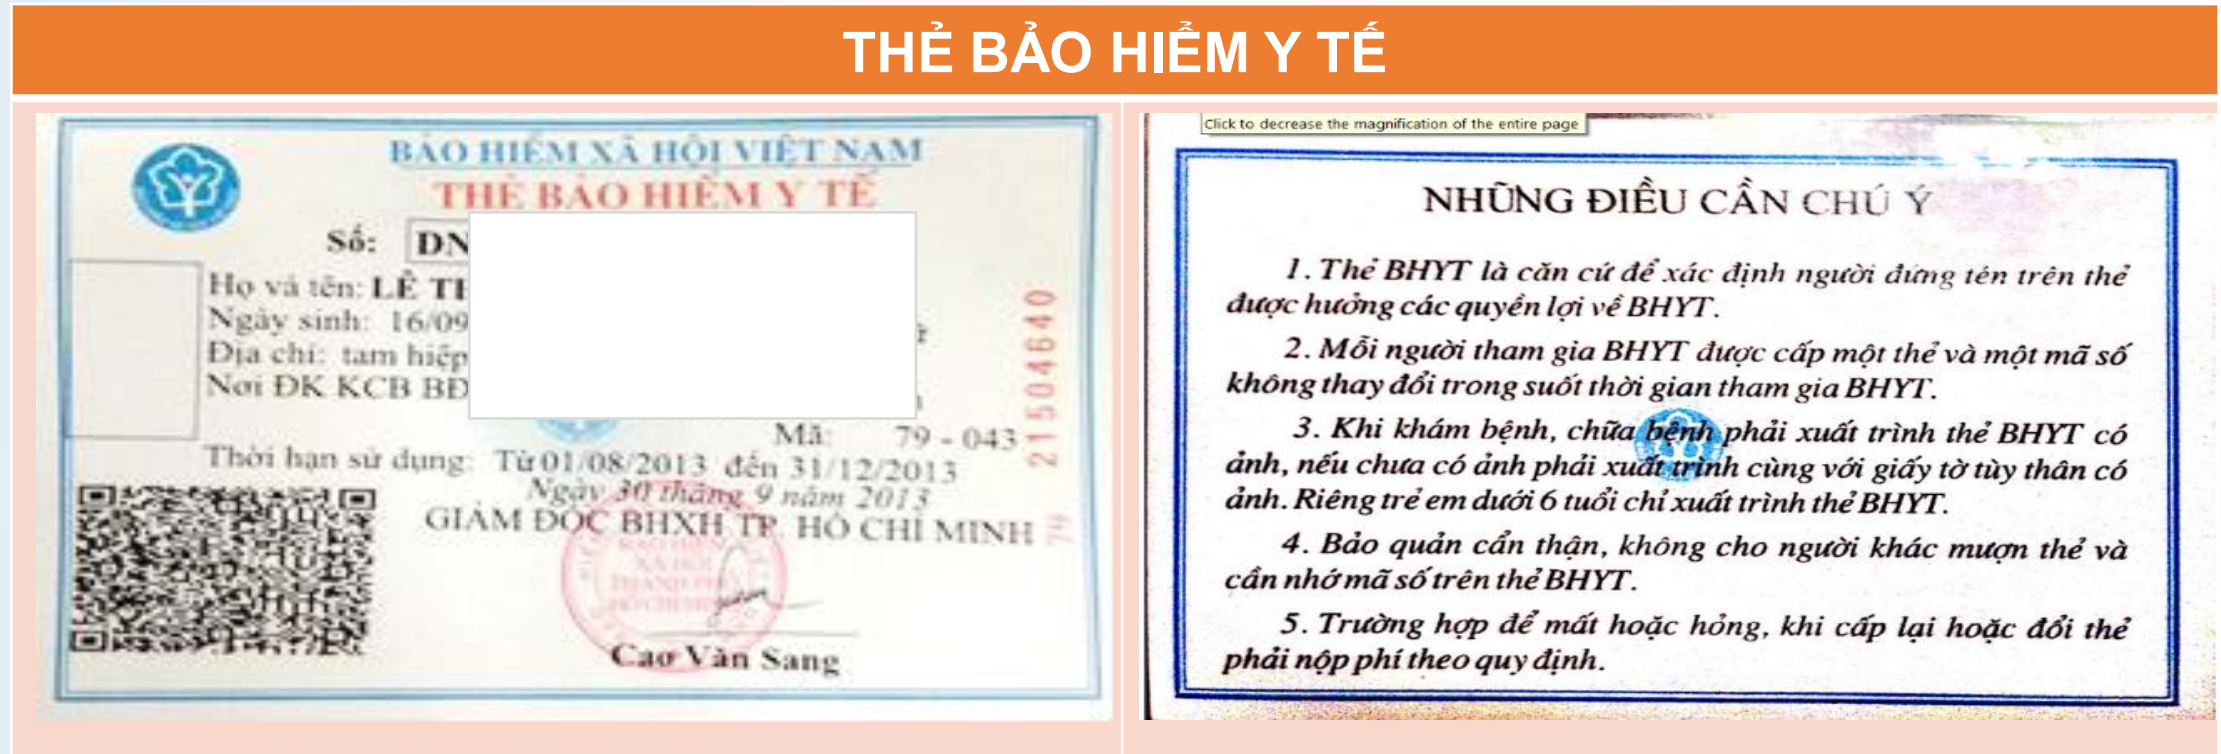 THẺ BẢO HIỂM Y TẾ
BẢO HIỂM XÃ HỘI VIỆT NAM
THẺ BẢO HIỂM Y TẾ
Số: DN
Họ và tên: LÊ
Ngày sinh: 16/09
Địa chỉ: tam hiệp
Nơi ĐK KCB BĐ
Mã: 79 - 043
Thời hạn sử dụng: Từ 01/08/2013 đến 31/12/2013
Ngày 30 tháng 9 năm 2013
GIÁM ĐỐC BHXH TP. HỒ CHÍ MINH
BẢO HIỂM
XÃ HỘI
THÀNH PHỐ
HỒ CHÍ MINH
Cao Văn Sang
79 21504640
Click to decrease the magnification of the entire page
NHỮNG ĐIỀU CẦN CHÚ Ý
1. Thẻ BHYT là căn cứ để xác định người đứng tên trên thẻ
được hưởng các quyền lợi về BHYT.
2. Mỗi người tham gia BHYT được cấp một thẻ và một mã số
không thay đổi trong suốt thời gian tham gia BHYT.
3. Khi khám bệnh, chữa bệnh phải xuất trình thẻ BHYT có
ảnh, nếu chưa có ảnh phải xuất trình cùng với giấy tờ tùy thân có
ảnh. Riêng trẻ em dưới 6 tuổi chỉ xuất trình thẻ BHYT.
4. Bảo quản cẩn thận, không cho người khác mượn thẻ và
cần nhớ mã số trên thẻ BHYT.
5. Trường hợp để mất hoặc hỏng, khi cấp lại hoặc đổi thẻ
phải nộp phí theo quy định.